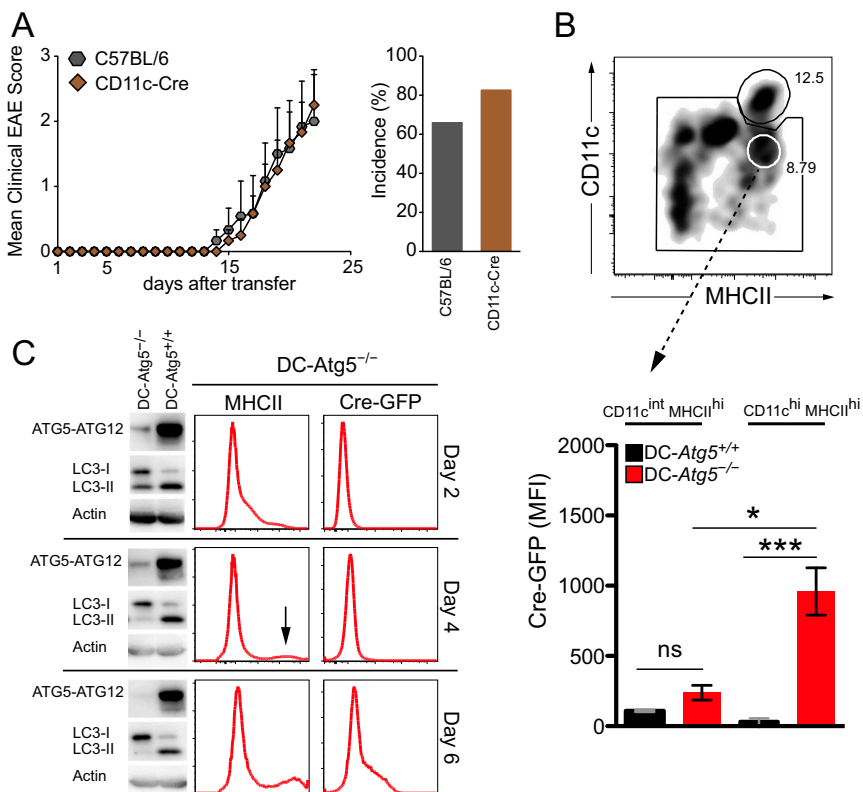 A
Mean Clinical EAE Score
3
2
1
0
C57BL/6
CD11c-Cre
1
5
15
25
days after transfer
Incidence (%)
100
80
60
40
20
0
C57BL/6
CD11c-Cre
B
CD11c
12.5
8.79
MHCII
CD11cint MHCIIhi
CD11chi MHCIIhi
Cre-GFP (MFI)
2000
1500
1000
500
0
DC-Atg5+/+
DC-Atg5−/−
*
***
ns
C
DC-Atg5−/−
DC-Atg5+/+
DC-Atg5−/−
MHCII
Cre-GFP
ATG5-ATG12
LC3-I
LC3-II
Actin
Day 2
ATG5-ATG12
LC3-I
LC3-II
Actin
Day 4
ATG5-ATG12
LC3-I
LC3-II
Actin
Day 6